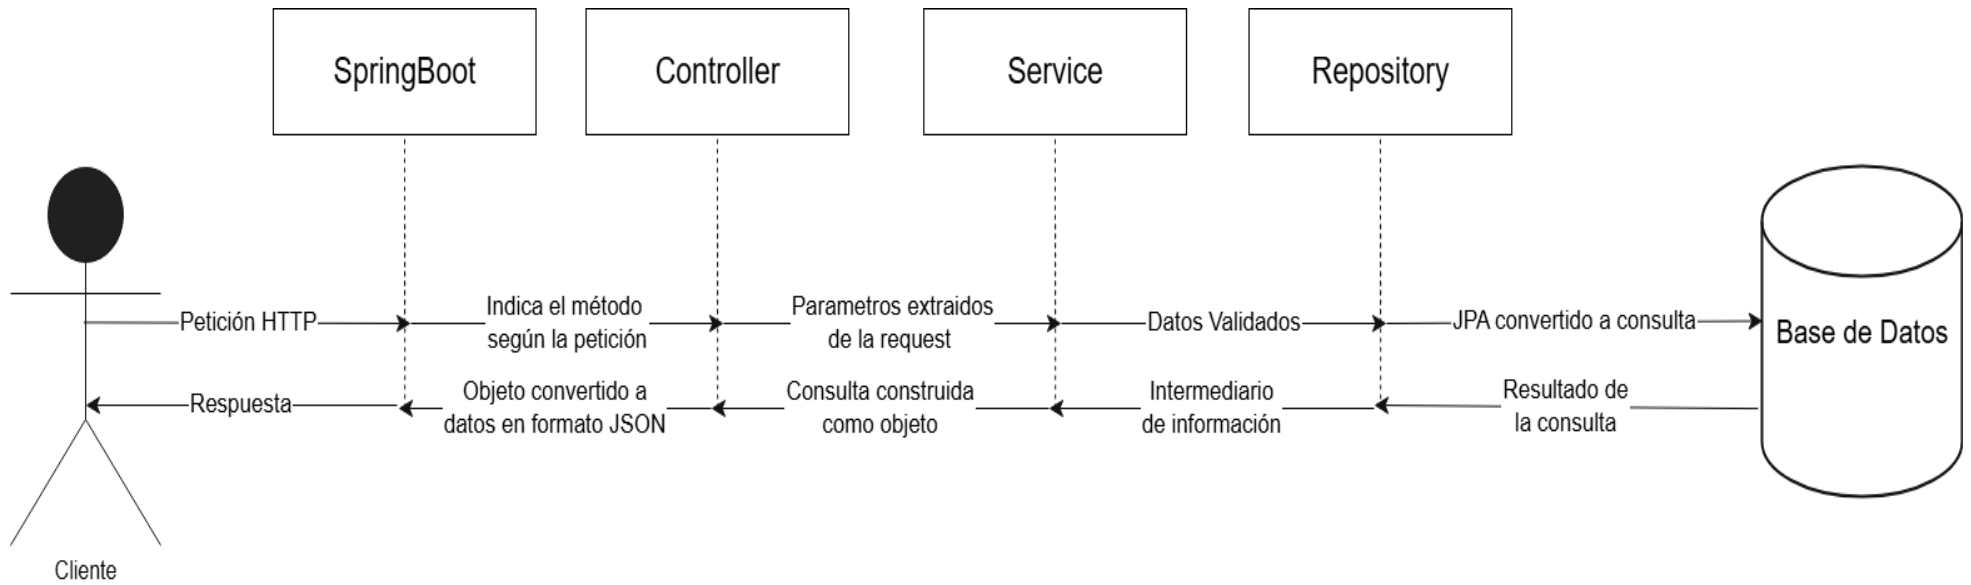 SpringBoot
Controller
Service
Repository
Petición HTTP
Indica el método
según la petición
Parametros extraidos
de la request
Datos Validados
JPA convertido a consulta
Base de Datos
Respuesta
Objeto convertido a
datos en formato JSON
Consulta construida
como objeto
Intermediario
de información
Resultado de
la consulta
Cliente